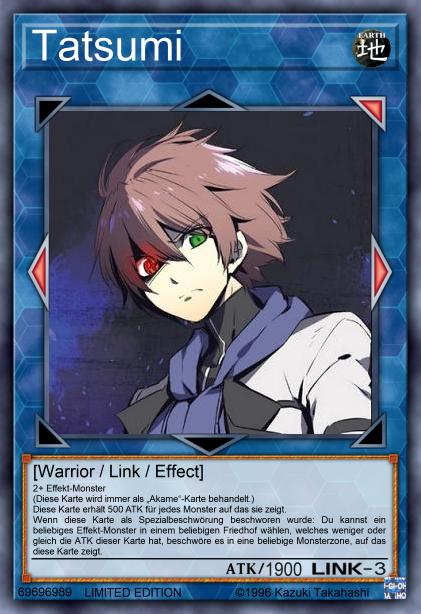 Tatsumi
EARTH
地
[Warrior / Link / Effect]
2+ Effekt-Monster
(Diese Karte wird immer als „Akame“-Karte behandelt.)
Diese Karte erhält 500 ATK für jedes Monster auf das sie zeigt.
Wenn diese Karte als Spezialbeschwörung beschworen wurde: Du kannst ein
beliebiges Effekt-Monster in einem beliebigen Friedhof wählen, welches weniger oder
gleich die ATK dieser Karte hat, beschwöre es in eine beliebige Monsterzone, auf das
diese Karte zeigt.
ATK/1900 LINK-3
69696989 LIMITED EDITION ©1996 Kazuki Takahashi